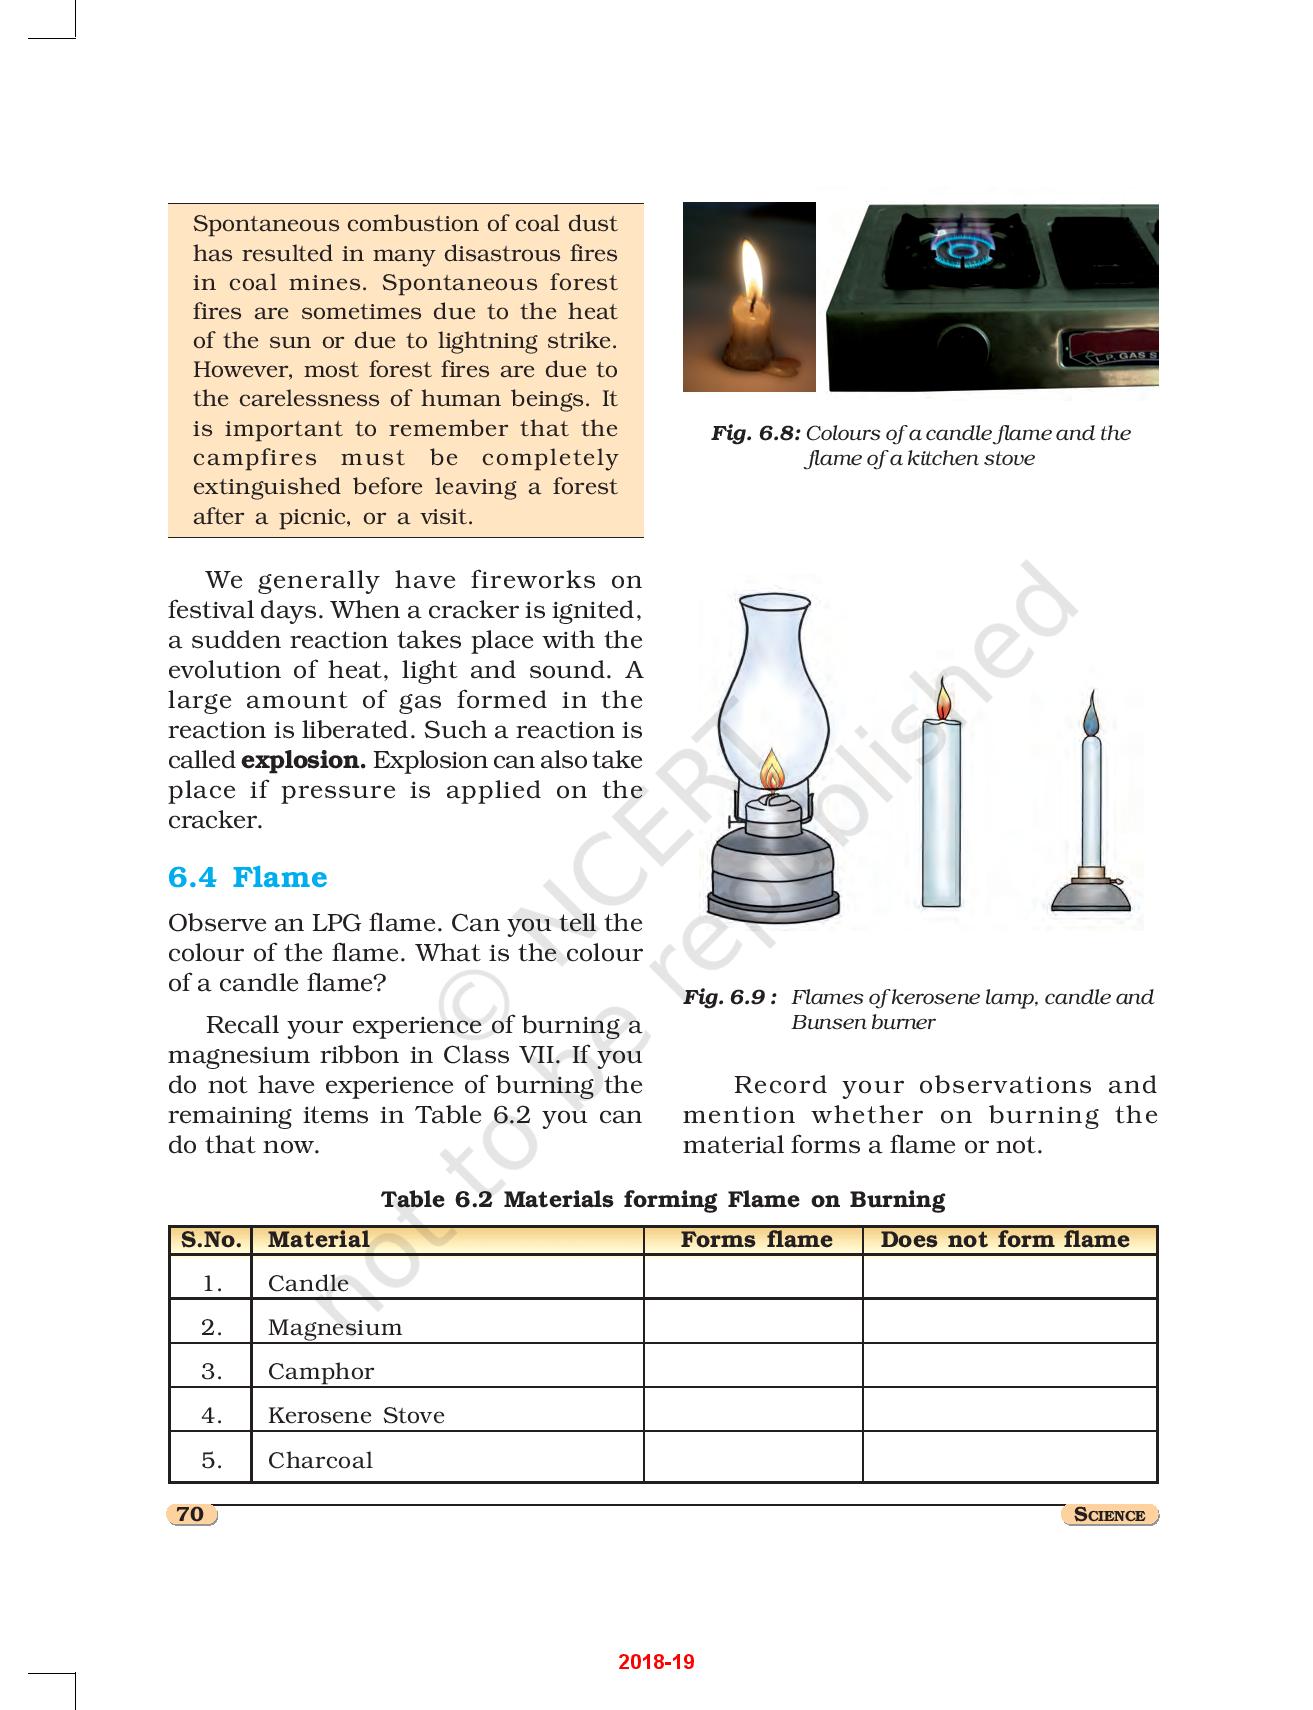 Spontaneous combustion of coal dust
has resulted in many disastrous fires
in coal mines. Spontaneous forest
fires are sometimes due to the heat
of the sun or due to lightning strike.
However, most forest fires are due to
the carelessness of human beings. It
is important to remember that the
campfires must be completely
extinguished before leaving a forest
after a picnic, or a visit.
We generally have fireworks on
festival days. When a cracker is ignited,
a sudden reaction takes place with the
evolution of heat, light and sound. A
large amount of gas formed in the
reaction is liberated. Such a reaction is
called explosion. Explosion can also take
place if pressure is applied on the
cracker.
6.4 Flame
Observe an LPG flame. Can you tell the
colour of the flame. What is the colour
of a candle flame?
Recall your experience of burning a
magnesium ribbon in Class VII. If you
do not have experience of burning the
remaining items in Table 6.2 you can
do that now.
L.P. GAS S
Fig. 6.8: Colours of a candle flame and the
flame of a kitchen stove
Fig. 6.9 : Flames of kerosene lamp, candle and
Bunsen burner
Record your observations and
mention whether on burning the
material forms a flame or not.
Table 6.2 Materials forming Flame on Burning
S.No. Material Forms flame Does not form flame
1. Candle
2. Magnesium
3. Camphor
4. Kerosene Stove
5. Charcoal
70 SCIENCE
2018-19
© NCERT
not to be republished